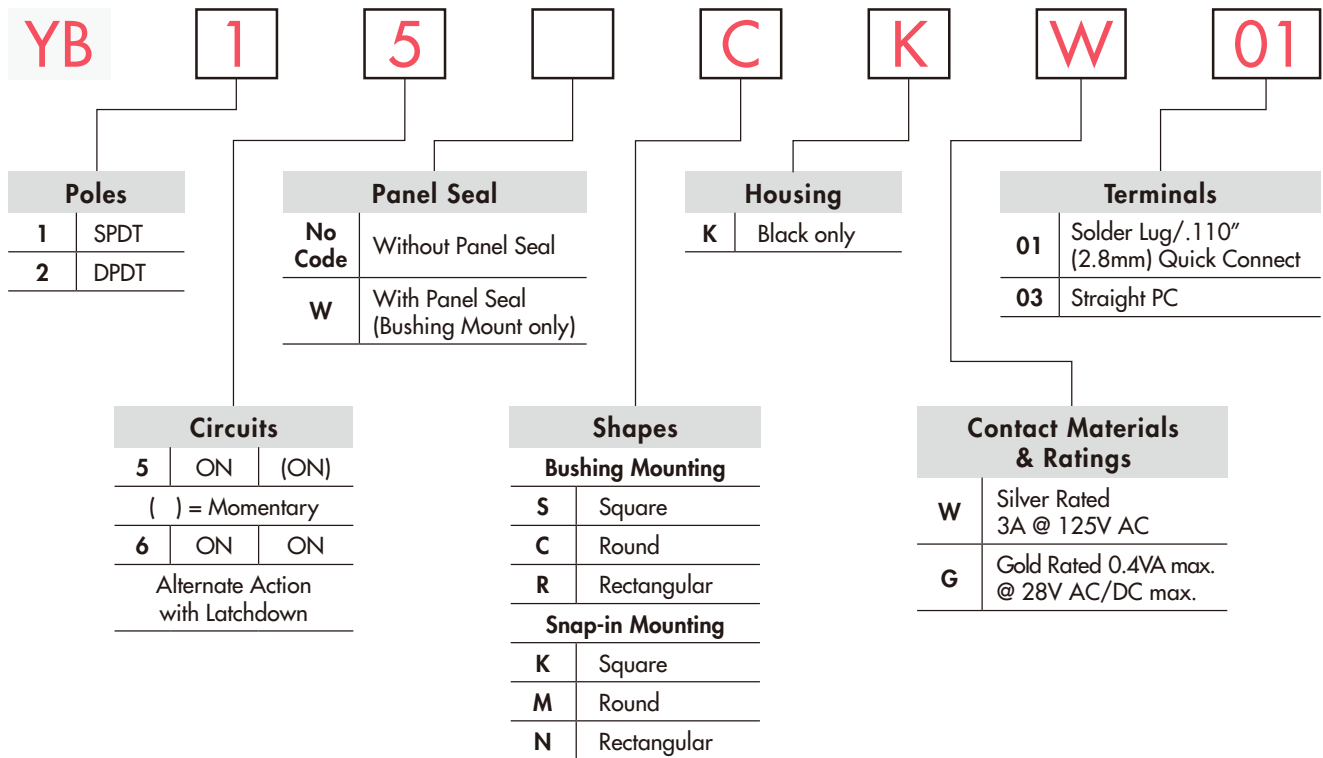 YB 1 5 C K W 01
Poles
1 SPDT
2 DPDT
Panel Seal
No Code Without Panel Seal
W With Panel Seal
(Bushing Mount only)
Housing
K Black only
Terminals
01 Solder Lug/.110″
(2.8mm) Quick Connect
03 Straight PC
Circuits
5 ON (ON)
( ) = Momentary
6 ON ON
Alternate Action
with Latchdown
Shapes
Bushing Mounting
S Square
C Round
R Rectangular
Snap-in Mounting
K Square
M Round
N Rectangular
Contact Materials
& Ratings
W Silver Rated
3A @ 125V AC
G Gold Rated 0.4VA max.
@ 28V AC/DC max.